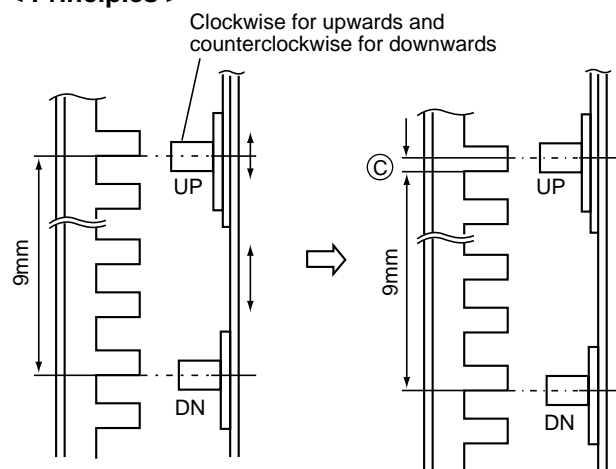 < Principles >
Clockwise for upwards and
counterclockwise for downwards
UP
9mm
DN
C
UP
9mm
DN